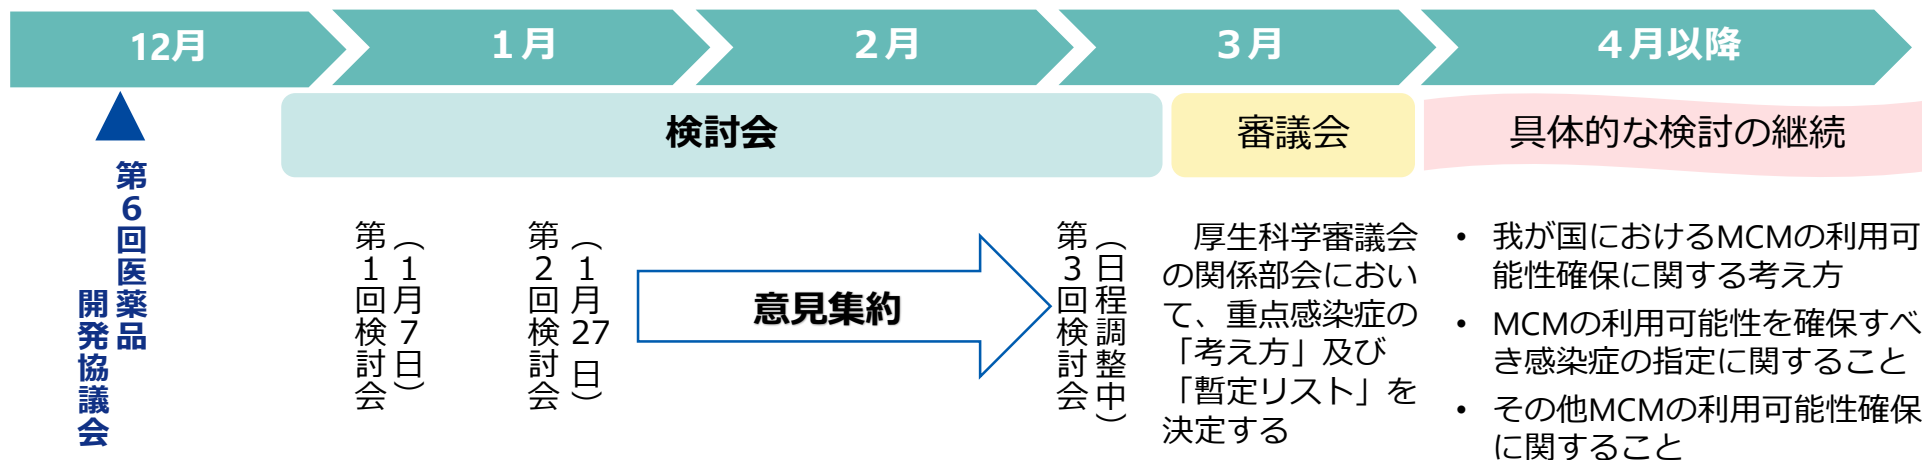 12月
１月
２月
３月
４月以降
検討会
審議会
具体的な検討の継続
第６回医薬品
開発協議会
第１回検討会
（１月７日）
第２回検討会
（１月27日）
意見集約
第３回検討会
（日程調整中）
厚生科学審議会
の関係部会におい
て、重点感染症の
「考え方」及び
「暫定リスト」を
決定する
• 我が国におけるMCMの利用可
能性確保に関する考え方
• MCMの利用可能性を確保すべ
き感染症の指定に関すること
• その他MCMの利用可能性確保
に関すること